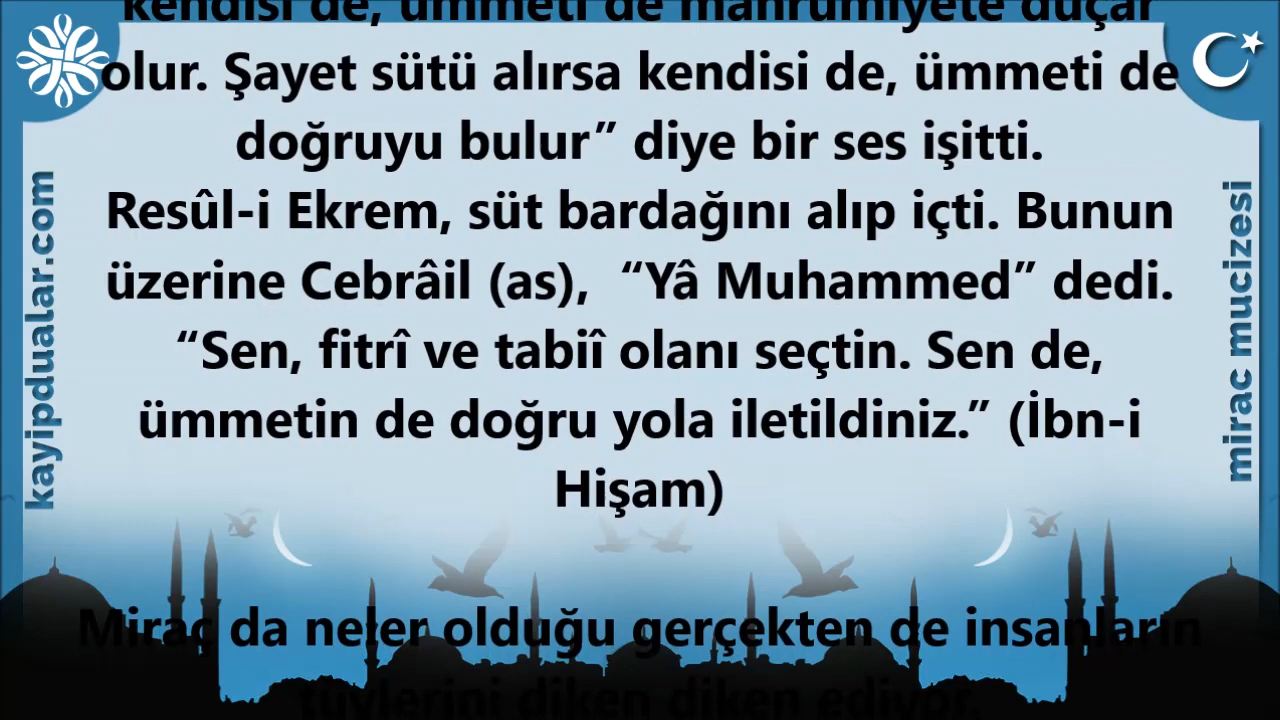 kendisi de, ümmeti de mahrumiyete düçar
olur. Şayet sütü alırsa kendisi de, ümmeti de
doğruyu bulur” diye bir ses işitti.
Resûl-i Ekrem, süt bardağını alıp içti. Bunun
üzerine Cebrâil (as),  “Yâ Muhammed” dedi.
“Sen, fitrî ve tabiî olanı seçtin. Sen de,
ümmetin de doğru yola iletildiniz.” (İbn-i
Hişam)
Miraç da neler olduğu gerçekten de insanların
tüylerini diken diken ediyor.
kayipdualar.com
mirac mucizesi